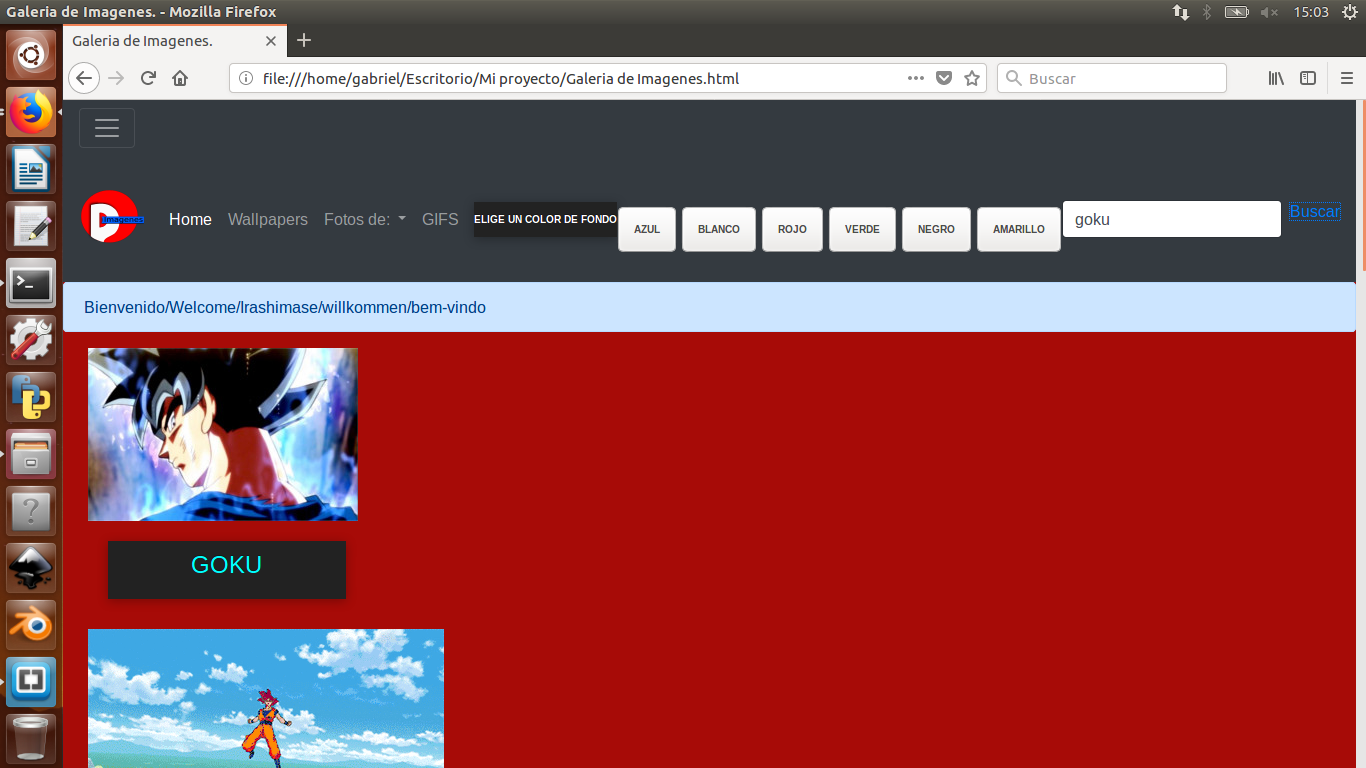 Galeria de Imagenes. - Mozilla Firefox
15:03
Galeria de Imagenes.
file:///home/gabriel/Escritorio/Mi proyecto/Galeria de Imagenes.html
Buscar
D Imagenes
Home Wallpapers Fotos de: GIFS ELIGE UN COLOR DE FONDO AZUL BLANCO ROJO VERDE NEGRO AMARILLO goku Buscar
Bienvenido/Welcome/Irashimase/willkommen/bem-vindo
GOKU